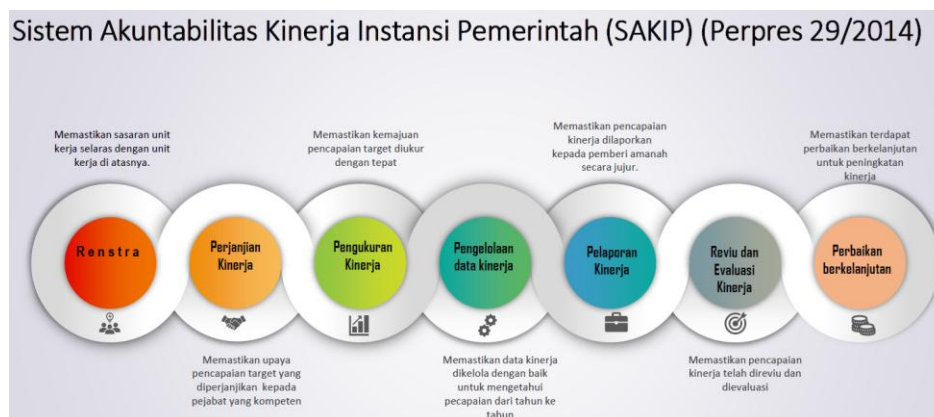 Sistem Akuntabilitas Kinerja Instansi Pemerintah (SAKIP) (Perpres 29/2014)
Memastikan sasaran unit
kerja selaras dengan unit
kerja di atasnya.
Memastikan kemajuan
pencapaian target diukur
dengan tepat
Memastikan pencapaian
kinerja dilaporkan
kepada pemberi amanah
secara jujur.
Memastikan terdapat
perbaikan berkelanjutan
untuk peningkatan
kinerja
Renstra
Perjanjian
Kinerja
Pengukuran
Kinerja
Pengelolaan
data kinerja
Pelaporan
Kinerja
Reviu dan
Evaluasi
Kinerja
Perbaikan
berkelanjutan
Memastikan upaya
pencapaian target yang
diperjanjikan kepada
pejabat yang kompeten
Memastikan data kinerja
dikelola dengan baik
untuk mengetahui
pecapaian dari tahun ke
tahun
Memastikan pencapaian
kinerja telah direviu dan
dievaluasi